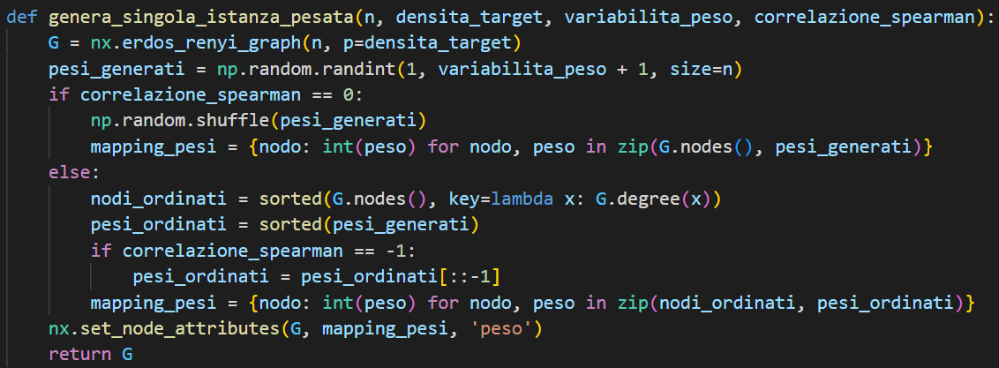 def genera_singola_istanza_pesata(n, densita_target, variabilita_peso, correlazione_spearman):
    G = nx.erdos_renyi_graph(n, p=densita_target)
    pesi_generati = np.random.randint(1, variabilita_peso + 1, size=n)
    if correlazione_spearman == 0:
        np.random.shuffle(pesi_generati)
        mapping_pesi = {nodo: int(peso) for nodo, peso in zip(G.nodes(), pesi_generati)}
    else:
        nodi_ordinati = sorted(G.nodes(), key=lambda x: G.degree(x))
        pesi_ordinati = sorted(pesi_generati)
        if correlazione_spearman == -1:
            pesi_ordinati = pesi_ordinati[::-1]
        mapping_pesi = {nodo: int(peso) for nodo, peso in zip(nodi_ordinati, pesi_ordinati)}
    nx.set_node_attributes(G, mapping_pesi, 'peso')
    return G